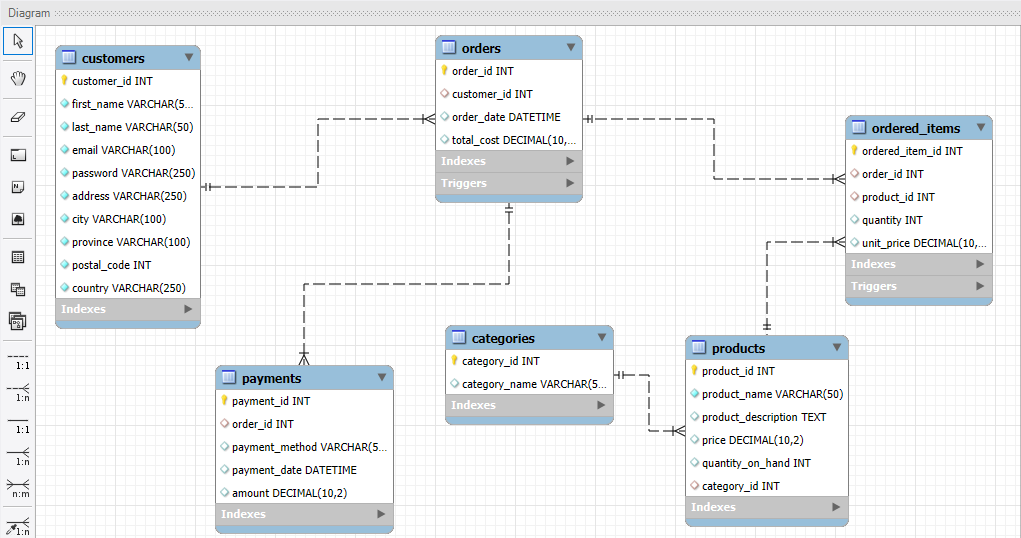 Diagram
customers
customer_id INT
first_name VARCHAR(5...
last_name VARCHAR(50)
email VARCHAR(100)
password VARCHAR(250)
address VARCHAR(250)
city VARCHAR(100)
province VARCHAR(100)
postal_code INT
country VARCHAR(250)
Indexes
orders
order_id INT
customer_id INT
order_date DATETIME
total_cost DECIMAL(10,...
Indexes
Triggers
ordered_items
ordered_item_id INT
order_id INT
product_id INT
quantity INT
unit_price DECIMAL(10,...
Indexes
Triggers
payments
payment_id INT
order_id INT
payment_method VARCHAR(5...
payment_date DATETIME
amount DECIMAL(10,2)
Indexes
categories
category_id INT
category_name VARCHAR(5...
Indexes
products
product_id INT
product_name VARCHAR(50)
product_description TEXT
price DECIMAL(10,2)
quantity_on_hand INT
category_id INT
Indexes
1:1
1:n
1:1
1:n
n:m
1:n